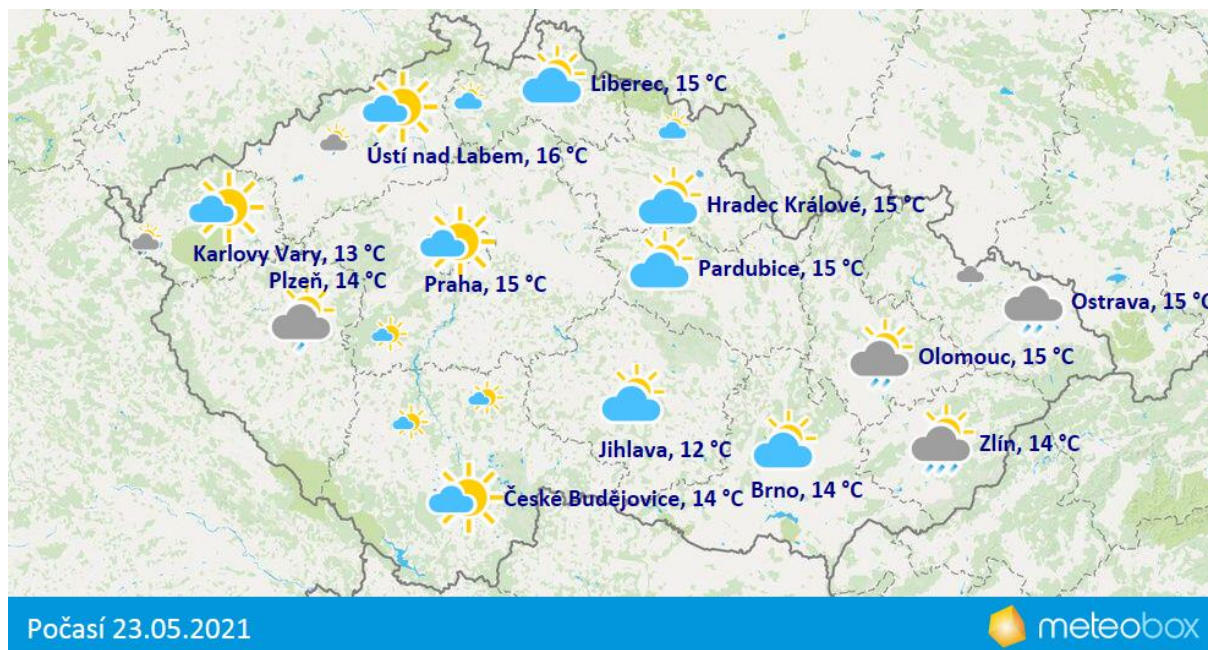 Liberec, 15 °C
Ústí nad Labem, 16 °C
Hradec Králové, 15 °C
Karlovy Vary, 13 °C
Plzeň, 14 °C
Praha, 15 °C
Pardubice, 15 °C
Ostrava, 15 °C
Olomouc, 15 °C
Jihlava, 12 °C
Zlín, 14 °C
Brno, 14 °C
České Budějovice, 14 °C
Počasí 23.05.2021
meteobox